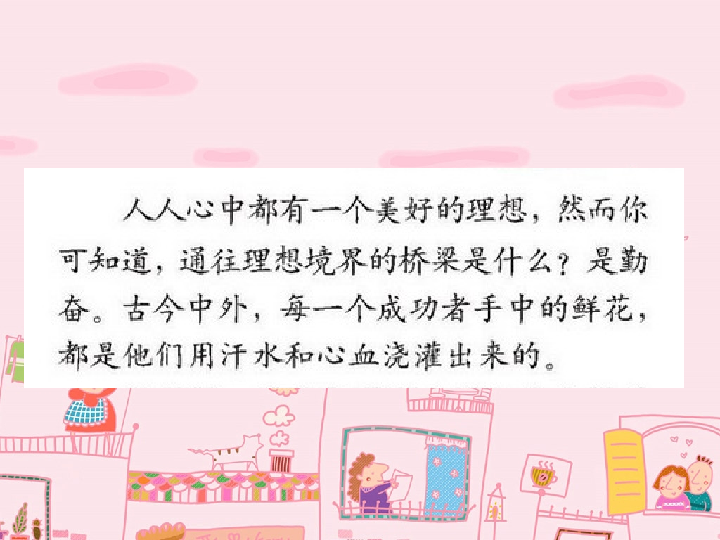 人人心中都有一个美好的理想，然而你
可知道，通往理想境界的桥梁是什么？是勤
奋。古今中外，每一个成功者手中的鲜花，
都是他们用汗水和心血浇灌出来的。